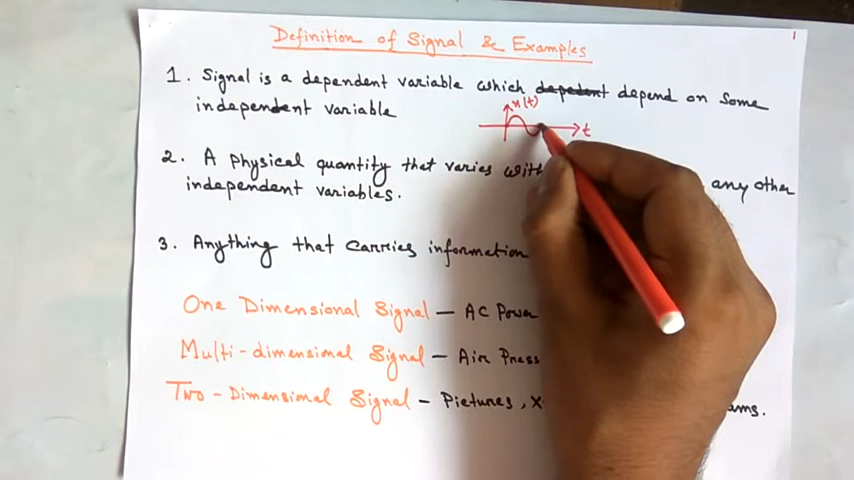 Definition of Signal & Examples
1
1. Signal is a dependent variable which depedent depend on some
independent variable
x(t)
t
2. A physical quantity that varies with any other
independent variables.
3. Anything that carries information
One Dimensional Signal – AC Power
Multi-dimensional Signal – Air Press
Two-Dimensional Signal – Pictures, X ams.